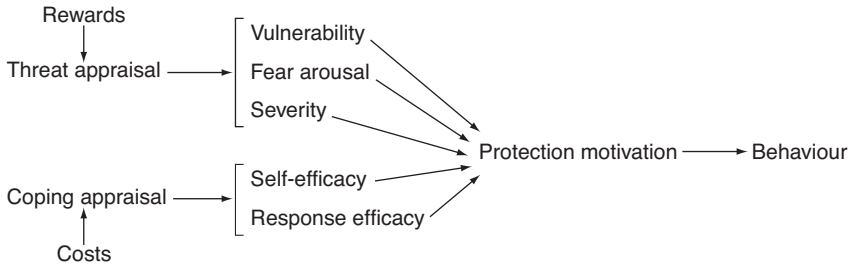 Rewards
Threat appraisal
Vulnerability
Fear arousal
Severity
Protection motivation
Behaviour
Self-efficacy
Coping appraisal
Response efficacy
Costs